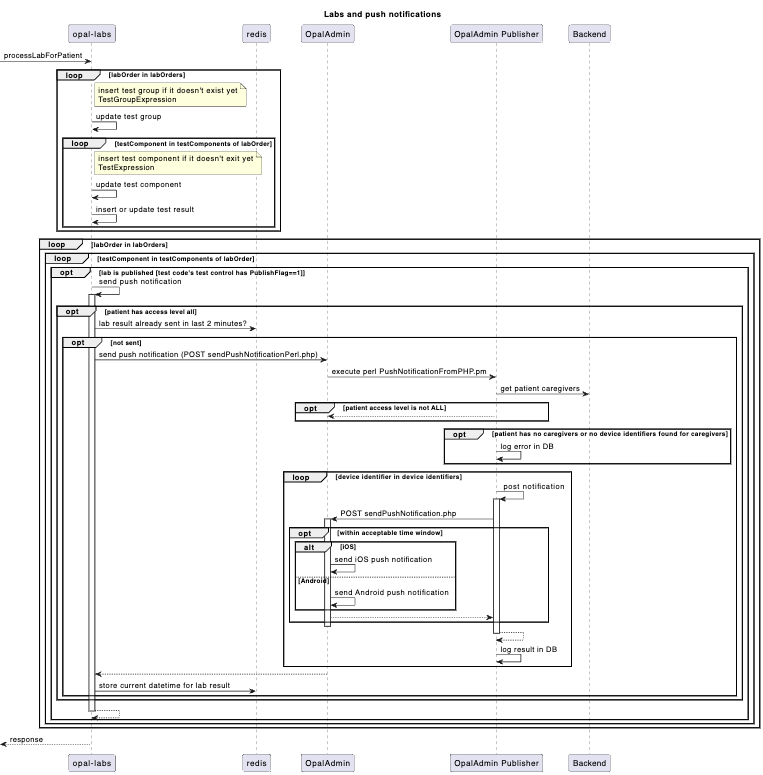 Labs and push notifications
opal-labs
redis
OpalAdmin
OpalAdmin Publisher
Backend
processLabForPatient
loop
[labOrder in labOrders]
insert test group if it doesn't exist yet
TestGroupExpression
update test group
loop
[testComponent in testComponents of labOrder]
insert test component if it doesn't exit yet
TestExpression
update test component
insert or update test result
loop
[labOrder in labOrders]
loop
[testComponent in testComponents of labOrder]
opt
[lab is published [test code's test control has PublishFlag==1]]
send push notification
opt
[patient has access level all]
lab result already sent in last 2 minutes?
opt
[not sent]
send push notification (POST sendPushNotificationPerl.php)
execute perl PushNotificationFromPHP.pm
get patient caregivers
opt
[patient access level is not ALL]
opt
[patient has no caregivers or no device identifiers found for caregivers]
log error in DB
loop
[device identifier in device identifiers]
post notification
POST sendPushNotification.php
opt
[within acceptable time window]
alt
[iOS]
send iOS push notification
[Android]
send Android push notification
log result in DB
store current datetime for lab result
response
opal-labs
redis
OpalAdmin
OpalAdmin Publisher
Backend